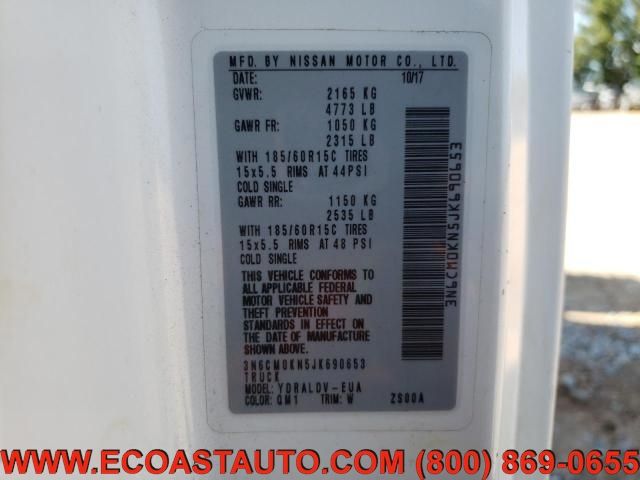 MFD. BY NISSAN MOTOR CO., LTD.
DATE: 10/17
GVWR: 2165 KG
4773 LB
GAWR FR: 1050 KG
2315 LB
WITH 185/60R15C TIRES
15x5.5 RIMS AT 44PSI
COLD SINGLE
GAWR RR: 1150 KG
2535 LB
WITH 185/60R15C TIRES
15x5.5 RIMS AT 48 PSI
COLD SINGLE
THIS VEHICLE CONFORMS TO
ALL APPLICABLE FEDERAL
MOTOR VEHICLE SAFETY AND
THEFT PREVENTION
STANDARDS IN EFFECT ON
THE DATE OF MANUFACTURE
SHOWN ABOVE.
3N6CM0KN5JK690653
TRUCK
MODEL: YDRALDV-EUA
COLOR: QM1 TRIM: W ZS00A
3N6CM0KN5JK690653
WWW.ECOASTAUTO.COM (800) 869-0655